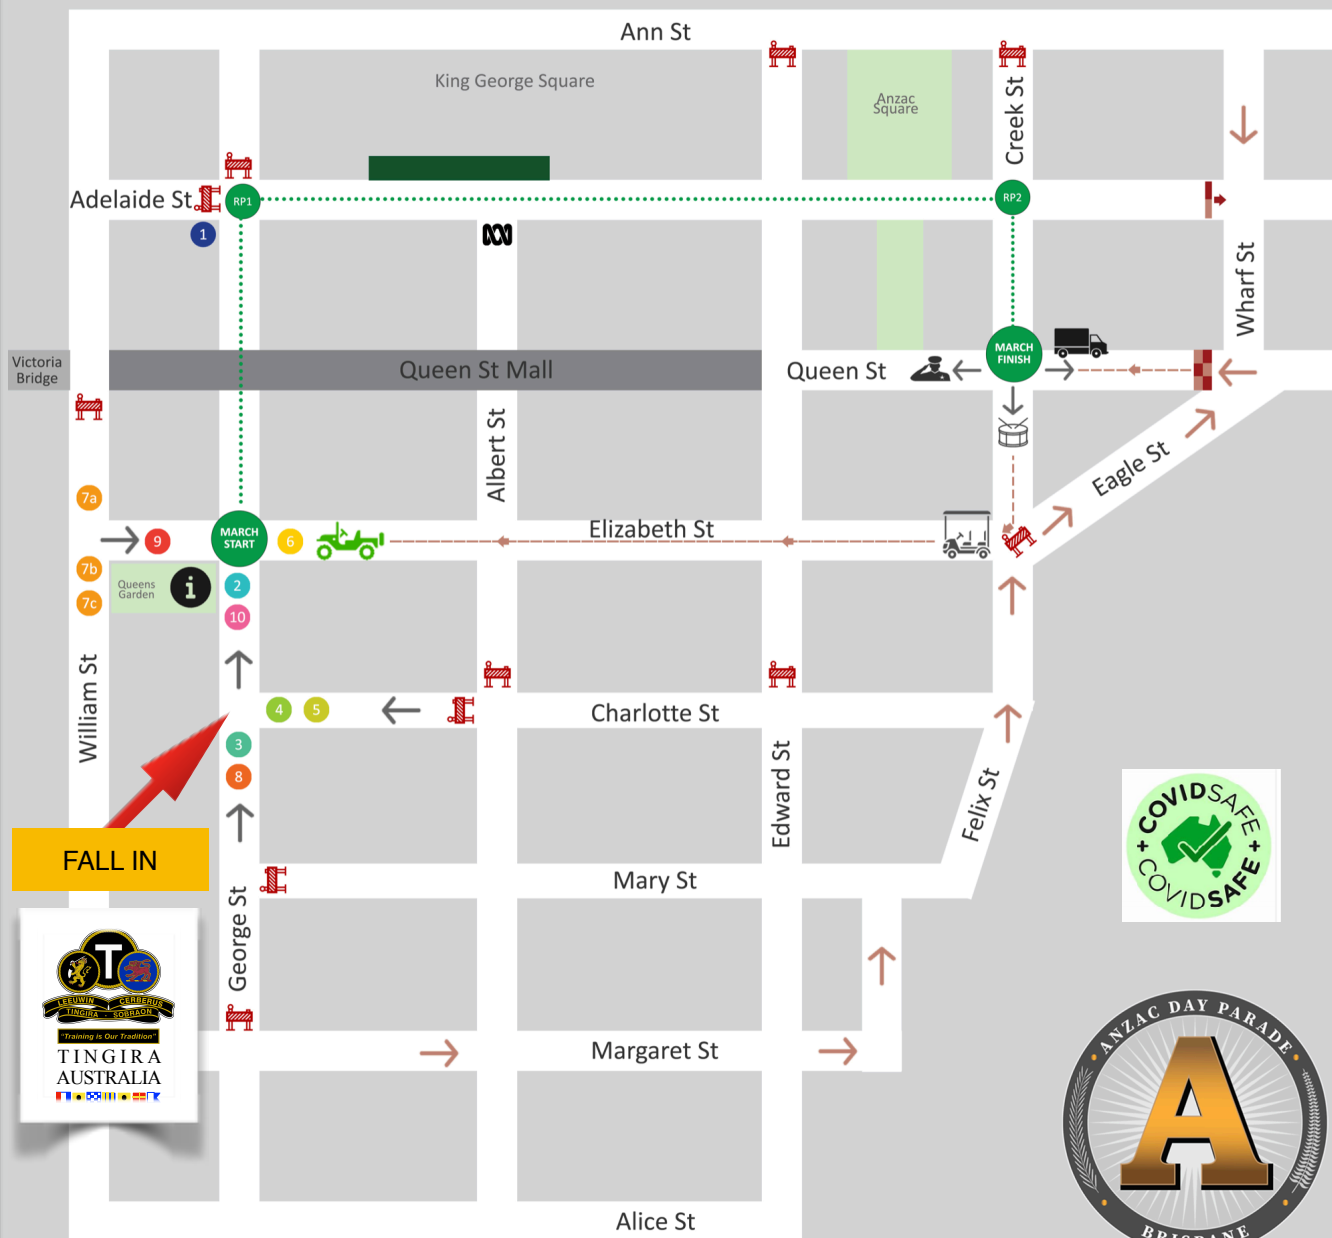 Ann St
King George Square
Anzac
Square
Creek St
Adelaide St
RP1
RP2
1
Wharf St
Victoria
Bridge
Queen St Mall
Queen St
MARCH
FINISH
Albert St
Eagle St
7a
9
MARCH
START
6
Elizabeth St
7b
Queens
Garden
i
2
7c
10
William St
4
5
Charlotte St
3
8
Edward St
Felix St
COVIDSAFE
COVIDSAFE
FALL IN
Mary St
George St
T
LEEUWIN CERBERUS
TINGIRA - SOBRAON
"Training is Our Tradition"
TINGIRA
AUSTRALIA
Margaret St
ANZAC DAY PARADE
A
BRISBANE
Alice St